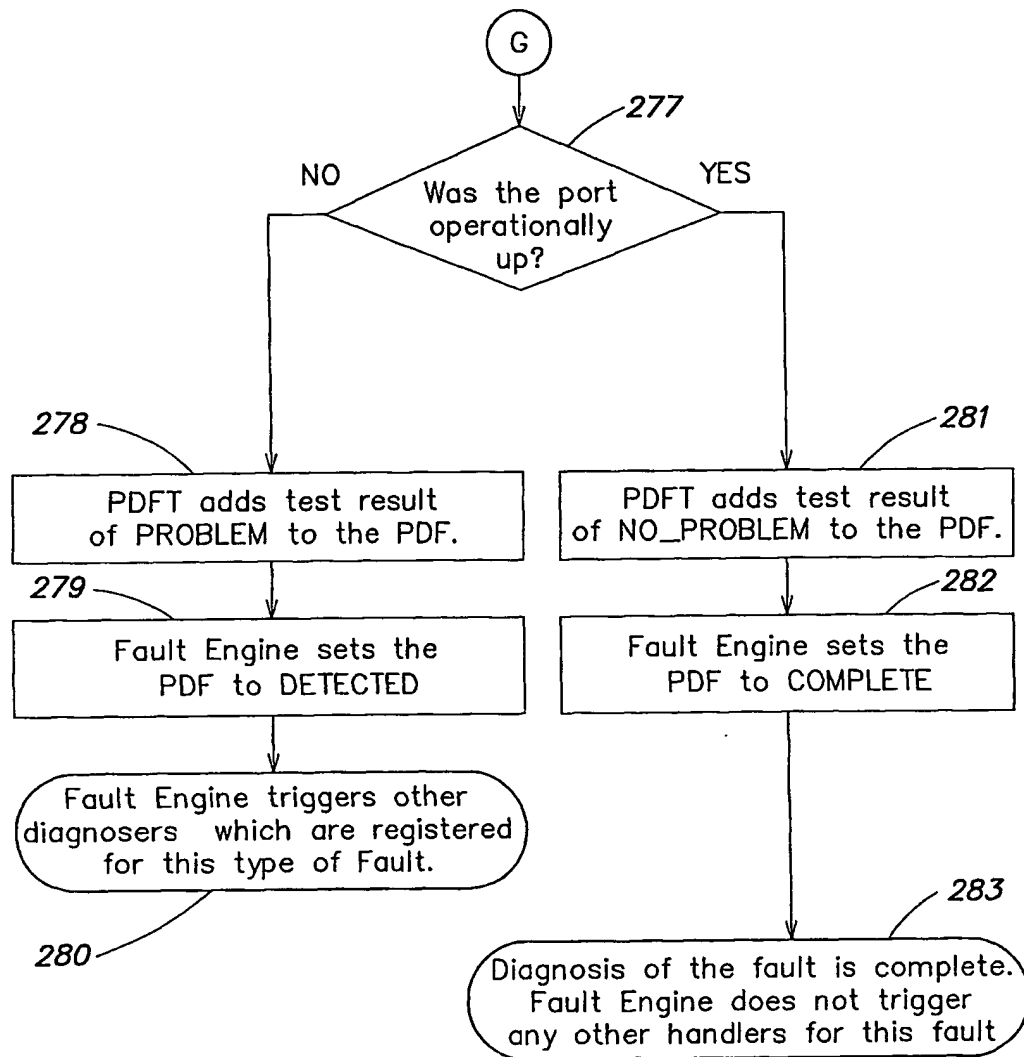 G
277
NO
YES
Was the port
operationally
up?
278
281
PDFT adds test result
of PROBLEM to the PDF.
PDFT adds test result
of NO_PROBLEM to the PDF.
279
282
Fault Engine sets the
PDF to DETECTED
Fault Engine sets the
PDF to COMPLETE
Fault Engine triggers other
diagnosers which are registered
for this type of Fault.
280
283
Diagnosis of the fault is complete.
Fault Engine does not trigger
any other handlers for this fault